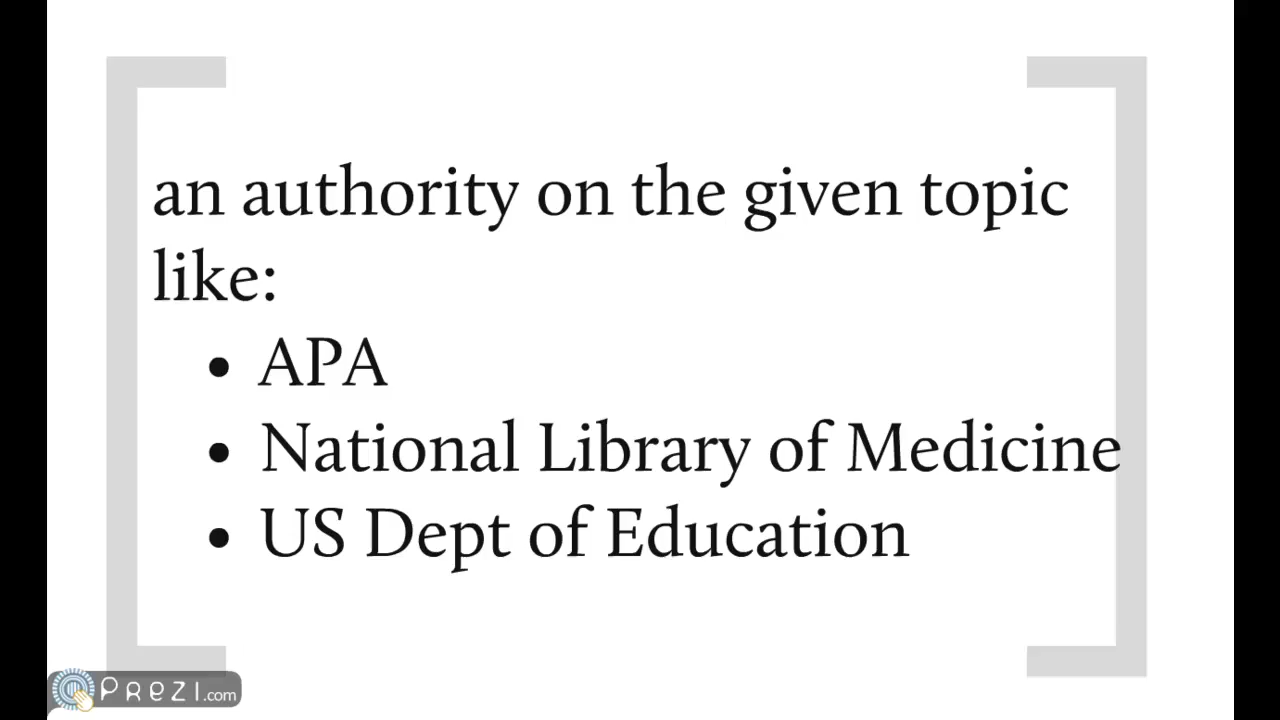 an authority on the given topic
like:
• APA
• National Library of Medicine
• US Dept of Education
PREZI.com